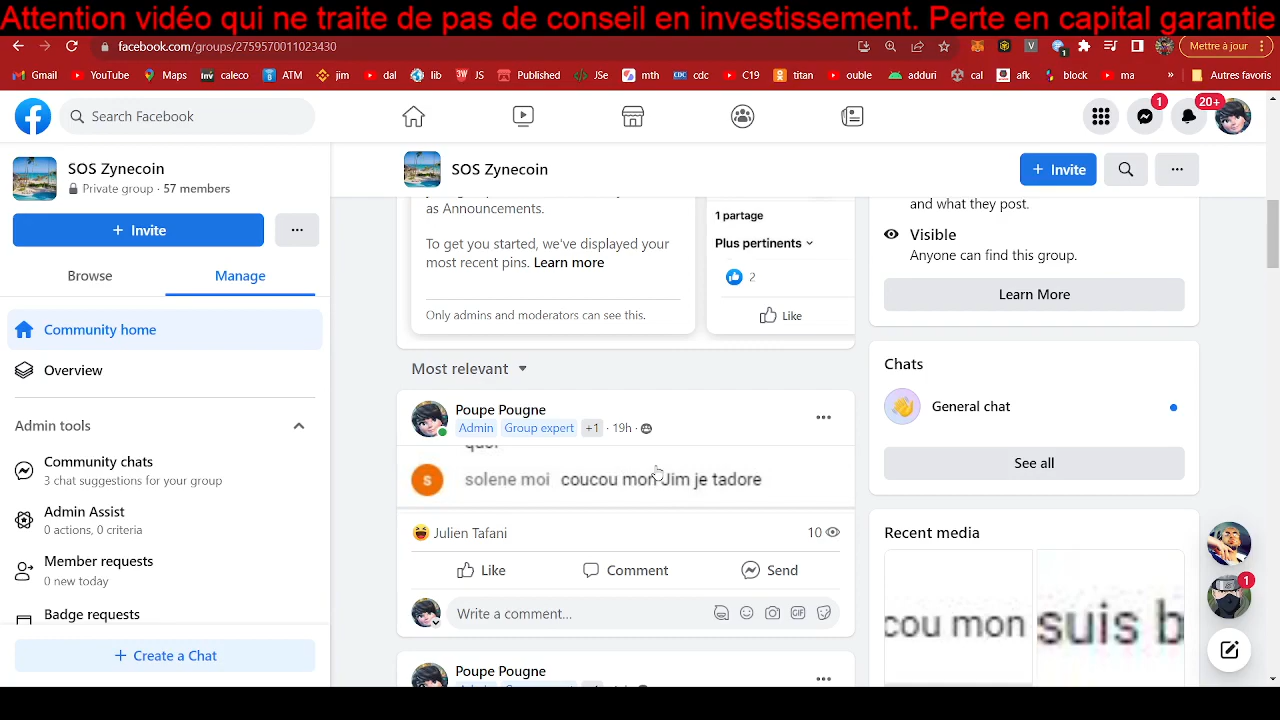 Attention vidéo qui ne traite de pas de conseil en investissement. Perte en capital garantie
facebook.com/groups/2759570011023430
Mettre à jour
Gmail YouTube Maps caleco ATM jim dal lib JS Published JSe mth cdc C19 titan ouble adduri cal afk block ma » Autres favoris
Search Facebook
1
20+
SOS Zynecoin
Private group · 57 members
+ Invite
Browse
Manage
Community home
Overview
Admin tools
Community chats
3 chat suggestions for your group
Admin Assist
0 actions, 0 criteria
Member requests
0 new today
Badge requests
+ Create a Chat
SOS Zynecoin
+ Invite
as Announcements.
To get you started, we've displayed your
most recent pins. Learn more
Only admins and moderators can see this.
1 partage
Plus pertinents
2
Like
Most relevant
Poupe Pougne
Admin Group expert +1 · 19h ·
s solene moi coucou mon Jim je tadore
Julien Tafani
10
Like
Comment
Send
Write a comment...
GIF
Poupe Pougne
and what they post.
Visible
Anyone can find this group.
Learn More
Chats
General chat
See all
Recent media
cou mon
suis b
1